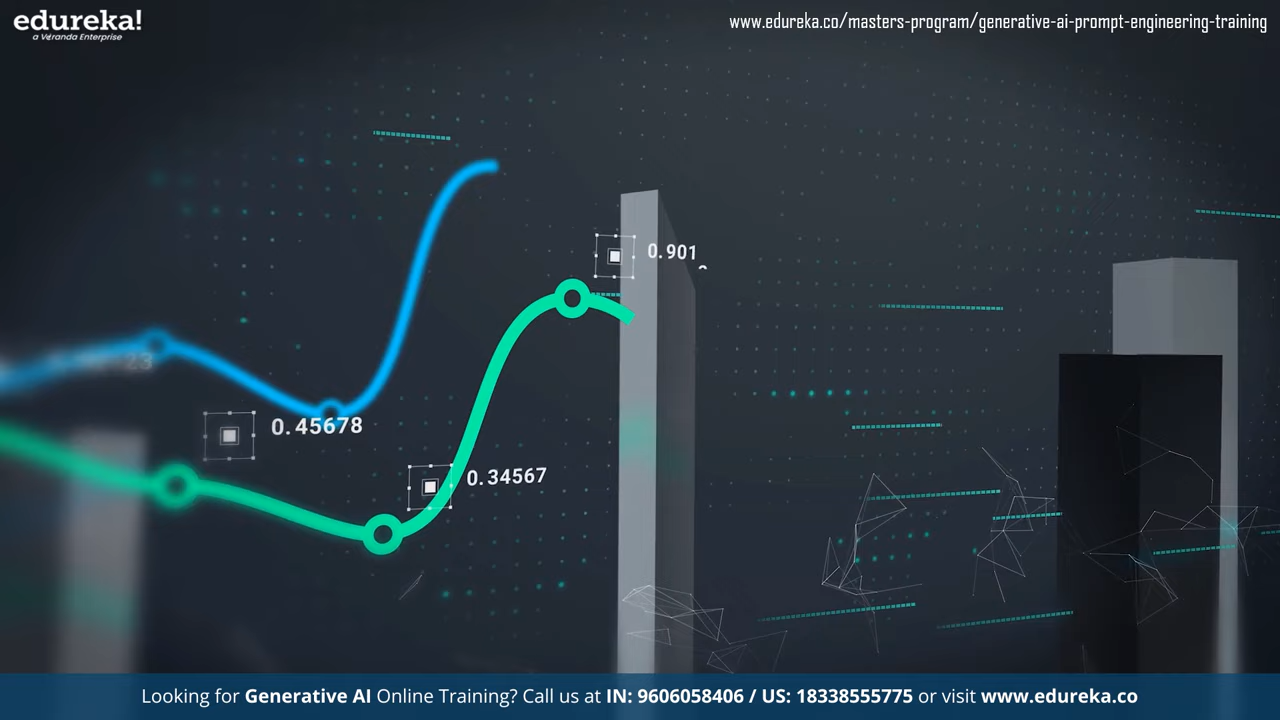 edureka!
a Veranda Enterprise
www.edureka.co/masters-program/generative-ai-prompt-engineering-training
0.901
0.45678
0.34567
Looking for Generative AI Online Training? Call us at IN: 9606058406 / US: 18338555775 or visit www.edureka.co